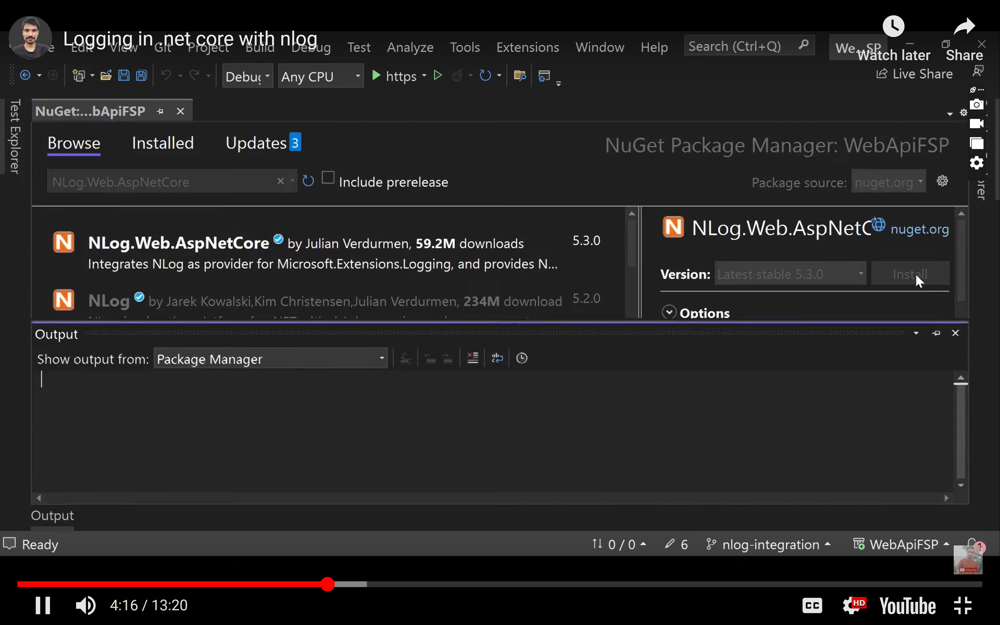 Logging in .net core with nlog
Edit View Git Project Build Debug Test Analyze Tools Extensions Window Help Search (Ctrl+Q) We...SP
Watch later Share
Debug Any CPU https Live Share
Test Explorer
NuGet:...bApiFSP
Browse Installed Updates 3 NuGet Package Manager: WebApiFSP
NLog.Web.AspNetCore Include prerelease Package source: nuget.org
NLog.Web.AspNetCore by Julian Verdurmen, 59.2M downloads 5.3.0
Integrates NLog as provider for Microsoft.Extensions.Logging, and provides N...
NLog by Jarek Kowalski,Kim Christensen,Julian Verdurmen, 234M download 5.2.0
NLog.Web.AspNetC nuget.org
Version: Latest stable 5.3.0 Install
Options
Output
Show output from: Package Manager
Output
Ready 0 / 0 6 nlog-integration WebApiFSP 1
Subscribe
4:16 / 13:20 CC HD YouTube